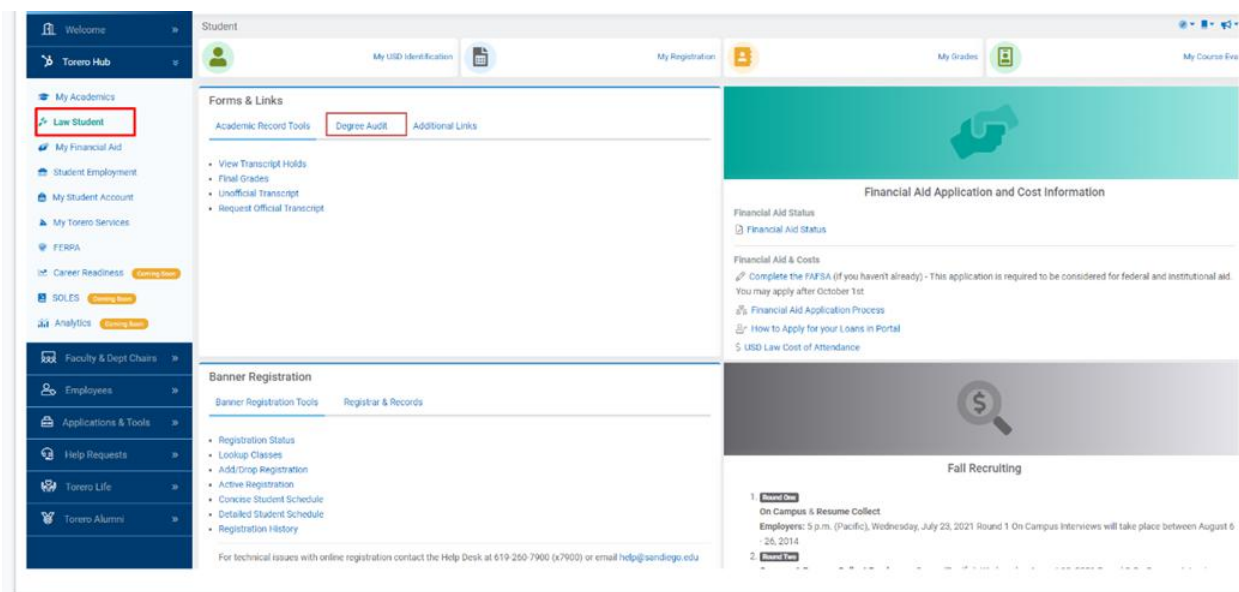 Welcome
Torero Hub
My Academics
Law Student
My Financial Aid
Student Employment
My Student Account
My Torero Services
FERPA
Career Readiness Coming Soon
SOLES Coming Soon
Analytics Coming Soon
Faculty & Dept Chairs
Employees
Applications & Tools
Help Requests
Torero Life
Torero Alumni
Student
My USD Identification
My Registration
My Grades
My Course Eva
Forms & Links
Academic Record Tools Degree Audit Additional Links
• View Transcript Holds
• Final Grades
• Unofficial Transcript
• Request Official Transcript
Financial Aid Application and Cost Information
Financial Aid Status
Financial Aid Status
Financial Aid & Costs
Complete the FAFSA (if you haven't already) - This application is required to be considered for federal and institutional aid.
You may apply after October 1st
Financial Aid Application Process
How to Apply for your Loans in Portal
$ USD Law Cost of Attendance
Banner Registration
Banner Registration Tools Registrar & Records
• Registration Status
• Lookup Classes
• Add/Drop Registration
• Active Registration
• Concise Student Schedule
• Detailed Student Schedule
• Registration History
For technical issues with online registration contact the Help Desk at 619-260-7900 (x7900) or email help@sandiego.edu
Fall Recruiting
1. Round One
On Campus & Resume Collect
Employers: 5 p.m. (Pacific), Wednesday, July 23, 2021 Round 1 On Campus Interviews will take place between August 6
- 26, 2014
2. Round Two